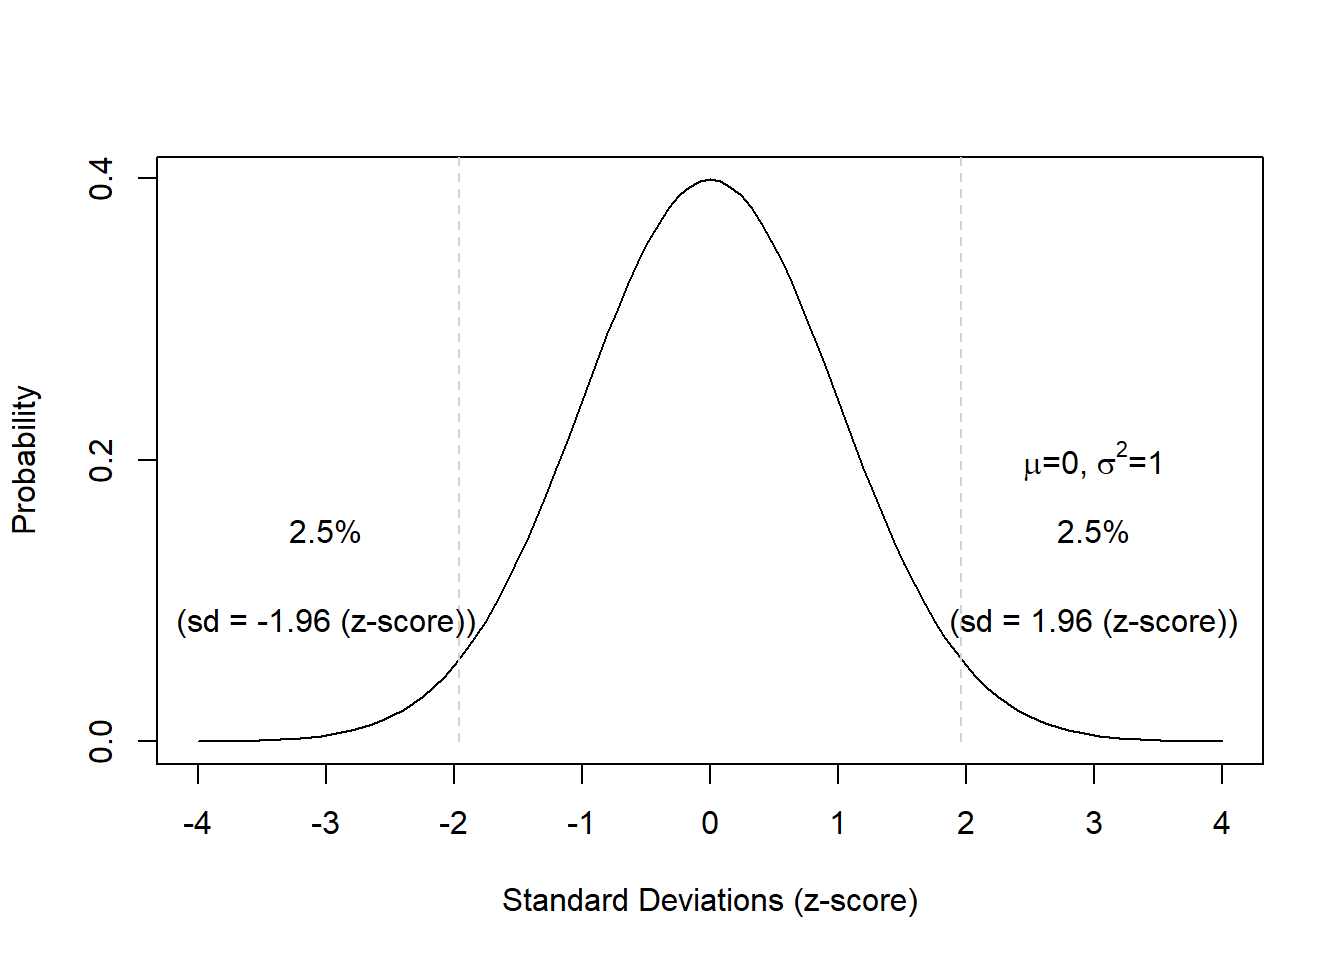 0.4
0.2
0.0
Probability
μ=0, σ²=1
2.5%
2.5%
(sd = -1.96 (z-score))
(sd = 1.96 (z-score))
-4 -3 -2 -1 0 1 2 3 4
Standard Deviations (z-score)